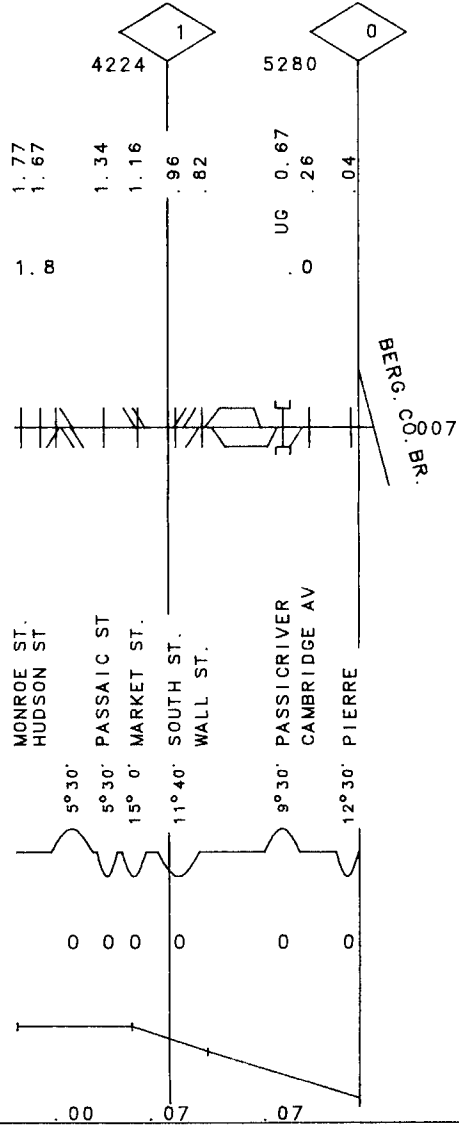 1
4224
0
5280
1.77
1.67
1.34
1.16
.96
.82
UG 0.67
.26
.04
1.8
.0
BERG. CO. BR.
0007
MONROE ST.
HUDSON ST
PASSAIC ST
MARKET ST.
SOUTH ST.
WALL ST.
PASSICRIVER
CAMBRIDGE AV
PIERRE
5°30'
5°30'
15° 0'
11°40'
9°30'
12°30'
0
0
0
0
0
0
.00
.07
.07